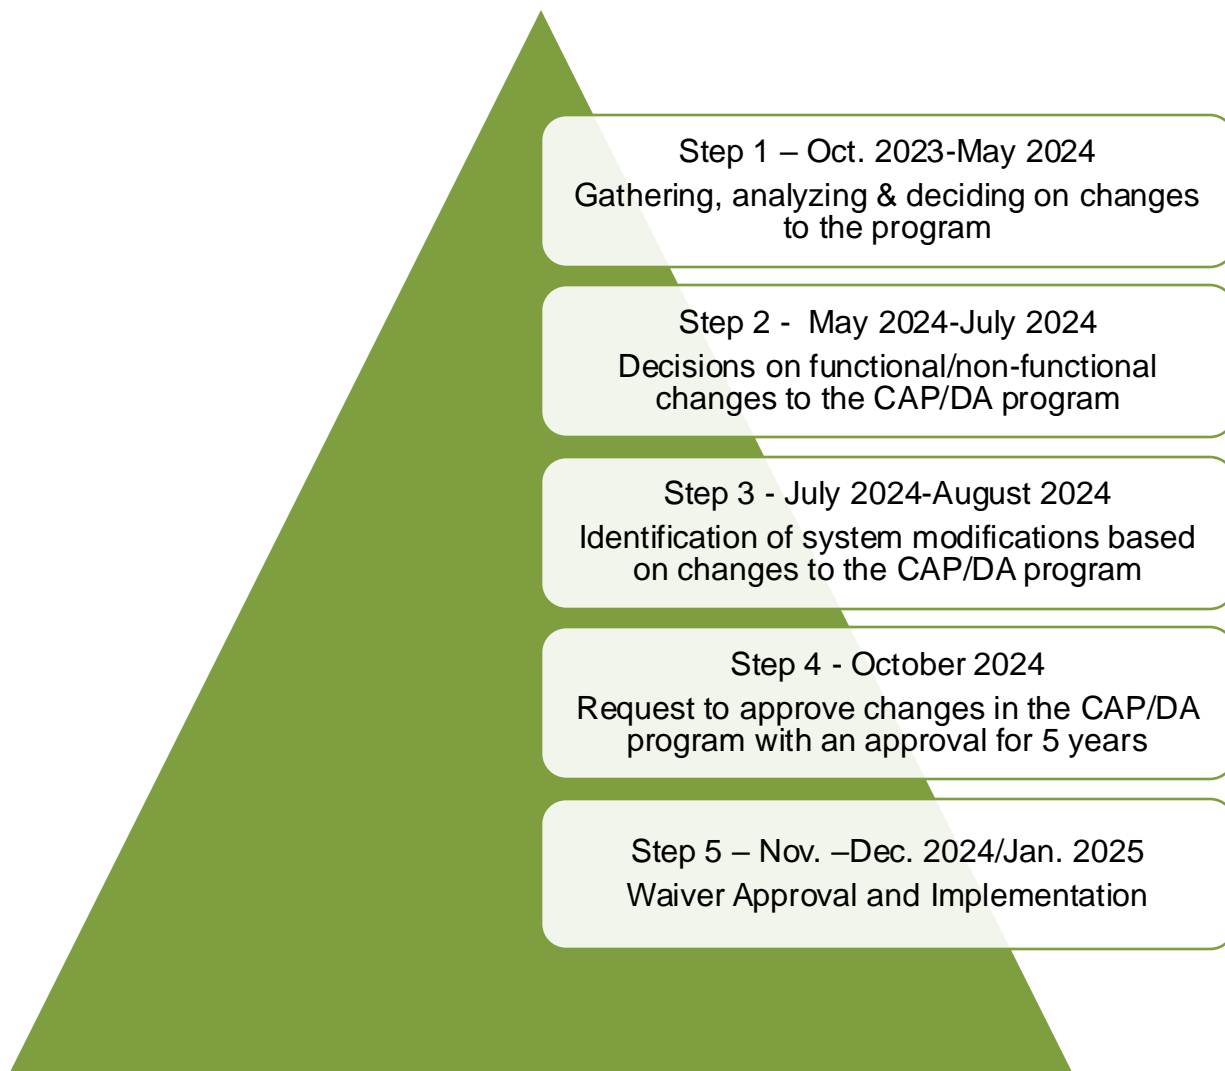 Step 1 – Oct. 2023-May 2024
Gathering, analyzing & deciding on changes
to the program
Step 2 -  May 2024-July 2024
Decisions on functional/non-functional
changes to the CAP/DA program
Step 3 - July 2024-August 2024
Identification of system modifications based
on changes to the CAP/DA program
Step 4 - October 2024
Request to approve changes in the CAP/DA
program with an approval for 5 years
Step 5 – Nov. –Dec. 2024/Jan. 2025
Waiver Approval and Implementation